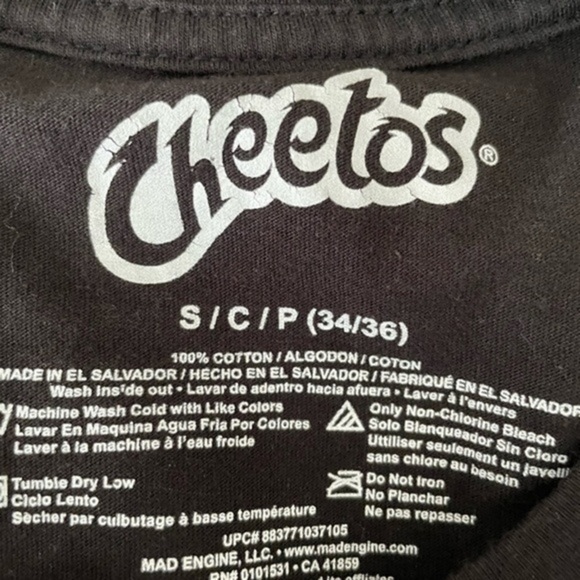 Cheetos®
S / C / P (34/36)
100% COTTON / ALGODON / COTON
MADE IN EL SALVADOR / HECHO EN EL SALVADOR / FABRIQUÉ EN EL SALVADOR
Wash inside out • Lavar de adentro hacia afuera • Laver à l'envers
Machine Wash Cold with Like Colors
Lavar En Maquina Agua Fria Por Colores
Laver à la machine à l'eau froide
Only Non-Chlorine Bleach
Solo Blanqueador Sin Cloro
Utiliser seulement un javell
sans chlore au besoin
Tumble Dry Low
Ciclo Lento
Sècher par culbutage à basse température
Do Not Iron
No Planchar
Ne pas repasser
UPC# 883771037105
MAD ENGINE, LLC. • www.madengine.com
RN# 0101531 • CA 41859